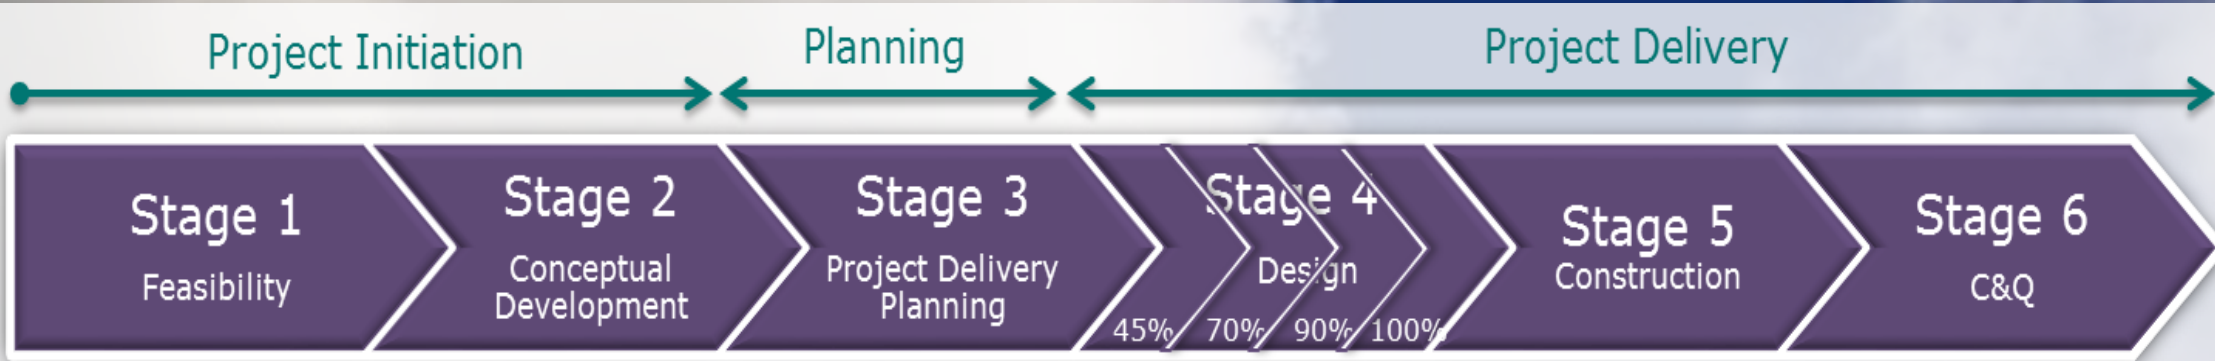 Project Initiation
Planning
Project Delivery
Stage 1
Feasibility
Stage 2
Conceptual
Development
Stage 3
Project Delivery
Planning
Stage 4
Design
45% 70% 90% 100%
Stage 5
Construction
Stage 6
C&Q